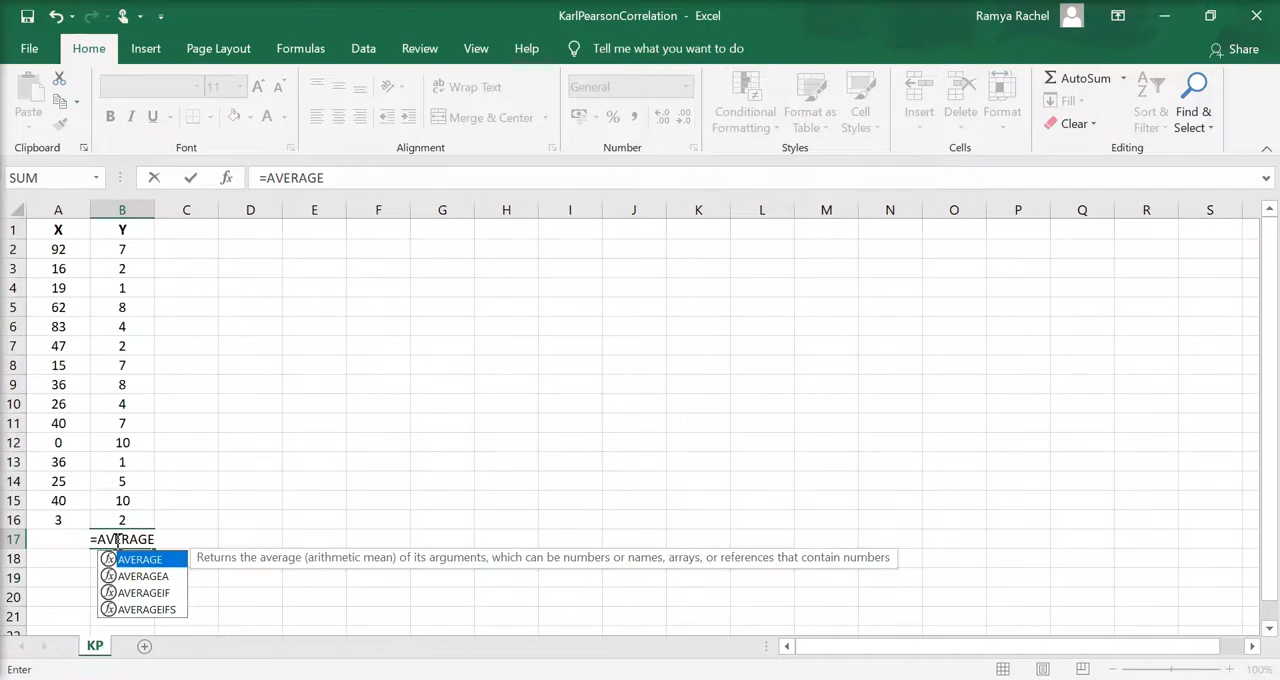 KarlPearsonCorrelation - Excel
Ramya Rachel
File Home Insert Page Layout Formulas Data Review View Help Tell me what you want to do Share
Paste
Clipboard
11
B I U A
Font
Wrap Text
Merge & Center
Alignment
General
% , .00
Number
Conditional Formatting
Format as Table
Cell Styles
Styles
Insert Delete Format
Cells
AutoSum
Fill
Clear
Sort & Filter
Find & Select
Editing
SUM fx =AVERAGE
A B C D E F G H I J K L M N O P Q R S
1 X Y
2 92 7
3 16 2
4 19 1
5 62 8
6 83 4
7 47 2
8 15 7
9 36 8
10 26 4
11 40 7
12 0 10
13 36 1
14 25 5
15 40 10
16 3 2
17 =AVERAGE
18 AVERAGE Returns the average (arithmetic mean) of its arguments, which can be numbers or names, arrays, or references that contain numbers
19 AVERAGEA
20 AVERAGEIF
21 AVERAGEIFS
KP
Enter 100%